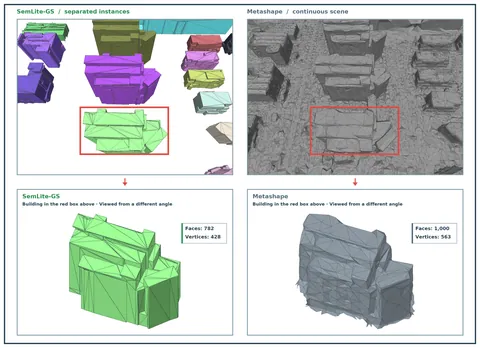 SemLite-GS / separated instances
Metashape / continuous scene
SemLite-GS
Building in the red box above · Viewed from a different angle
Faces: 782
Vertices: 428
Metashape
Building in the red box above · Viewed from a different angle
Faces: 1,000
Vertices: 563